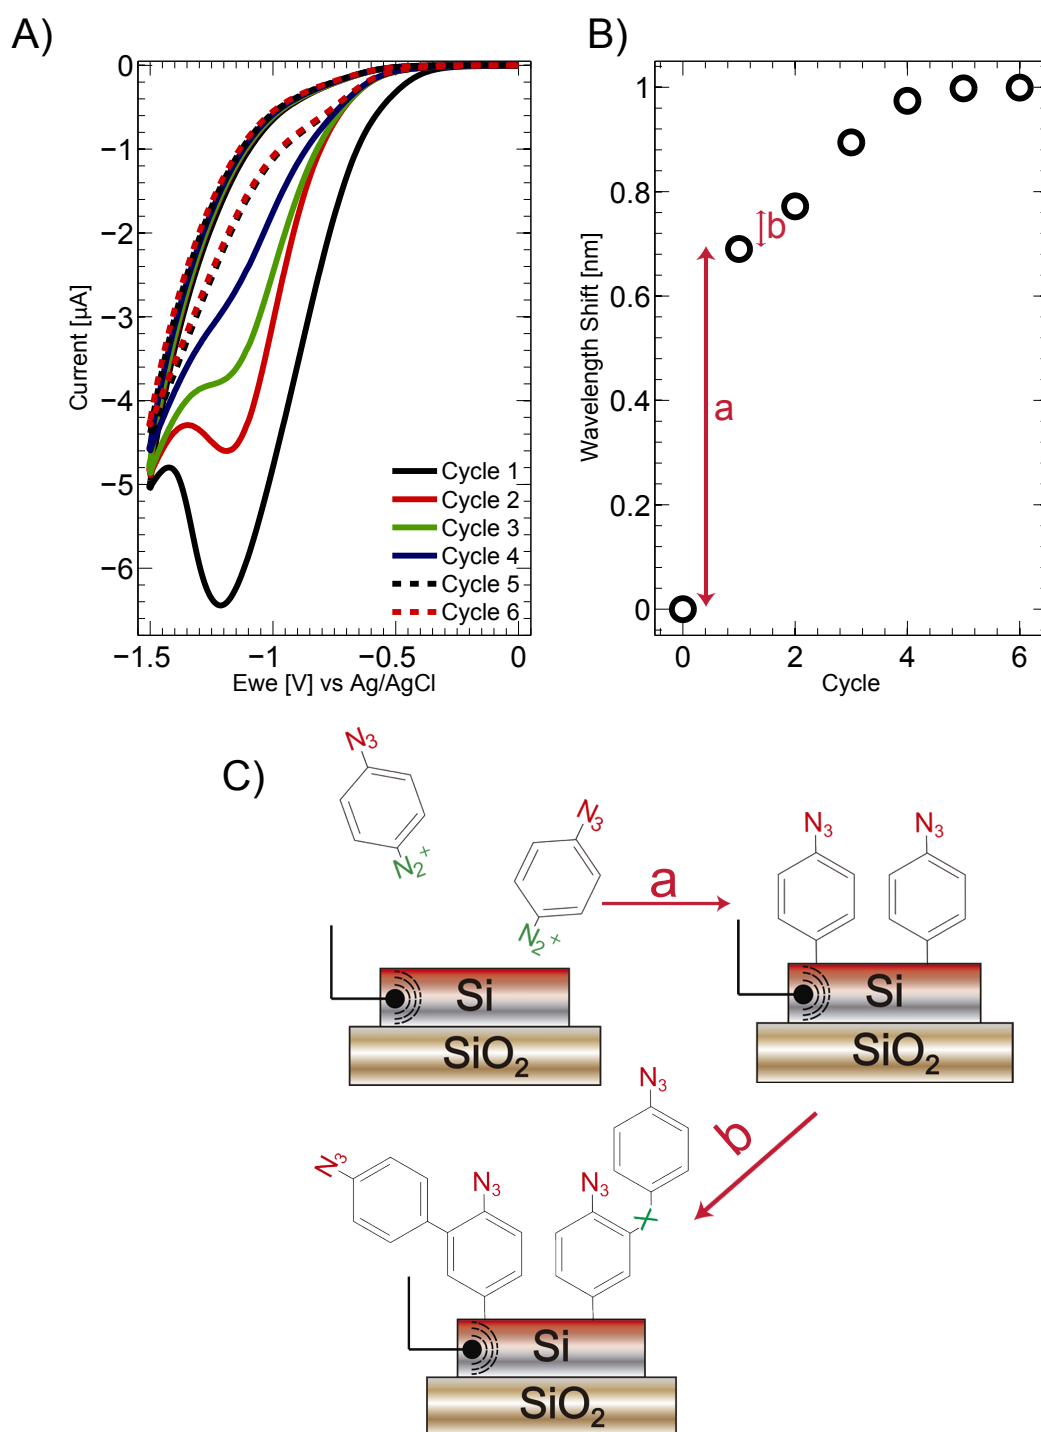 A)
B)
0
−1
−2
−3
−4
−5
−6
Current [µA]
−1.5
−1
−0.5
0
Ewe [V] vs Ag/AgCl
Cycle 1
Cycle 2
Cycle 3
Cycle 4
Cycle 5
Cycle 6
1
0.8
0.6
0.4
0.2
0
Wavelength Shift [nm]
a
b
0
2
4
6
Cycle
C)
N3
N2+
N3
N2+
a
N3
N3
Si
SiO2
Si
SiO2
b
N3
N3
N3
N3
X
Si
SiO2